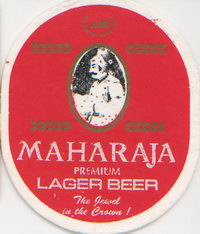 MAHARAJA
PREMIUM
LAGER BEER
The Jewel
in the Crown !